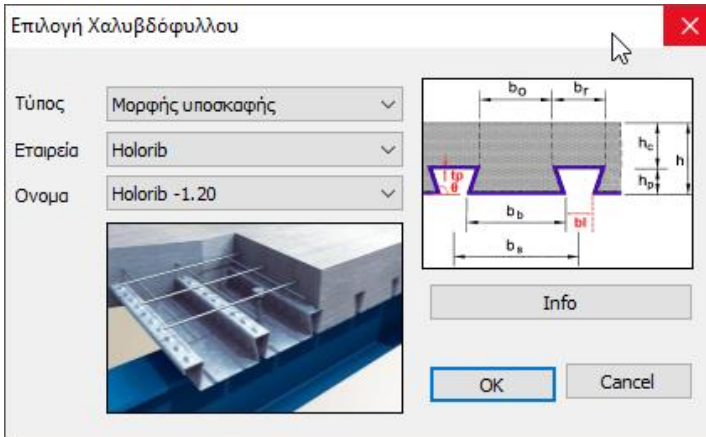 Επιλογή Χαλυβδόφυλλου
Τύπος
Μορφής υποσκαφής
Εταιρεία
Holorib
Ονομα
Holorib -1.20
bo
br
hc
h
tp
θ
hp
bb
bl
bs
Info
OK
Cancel